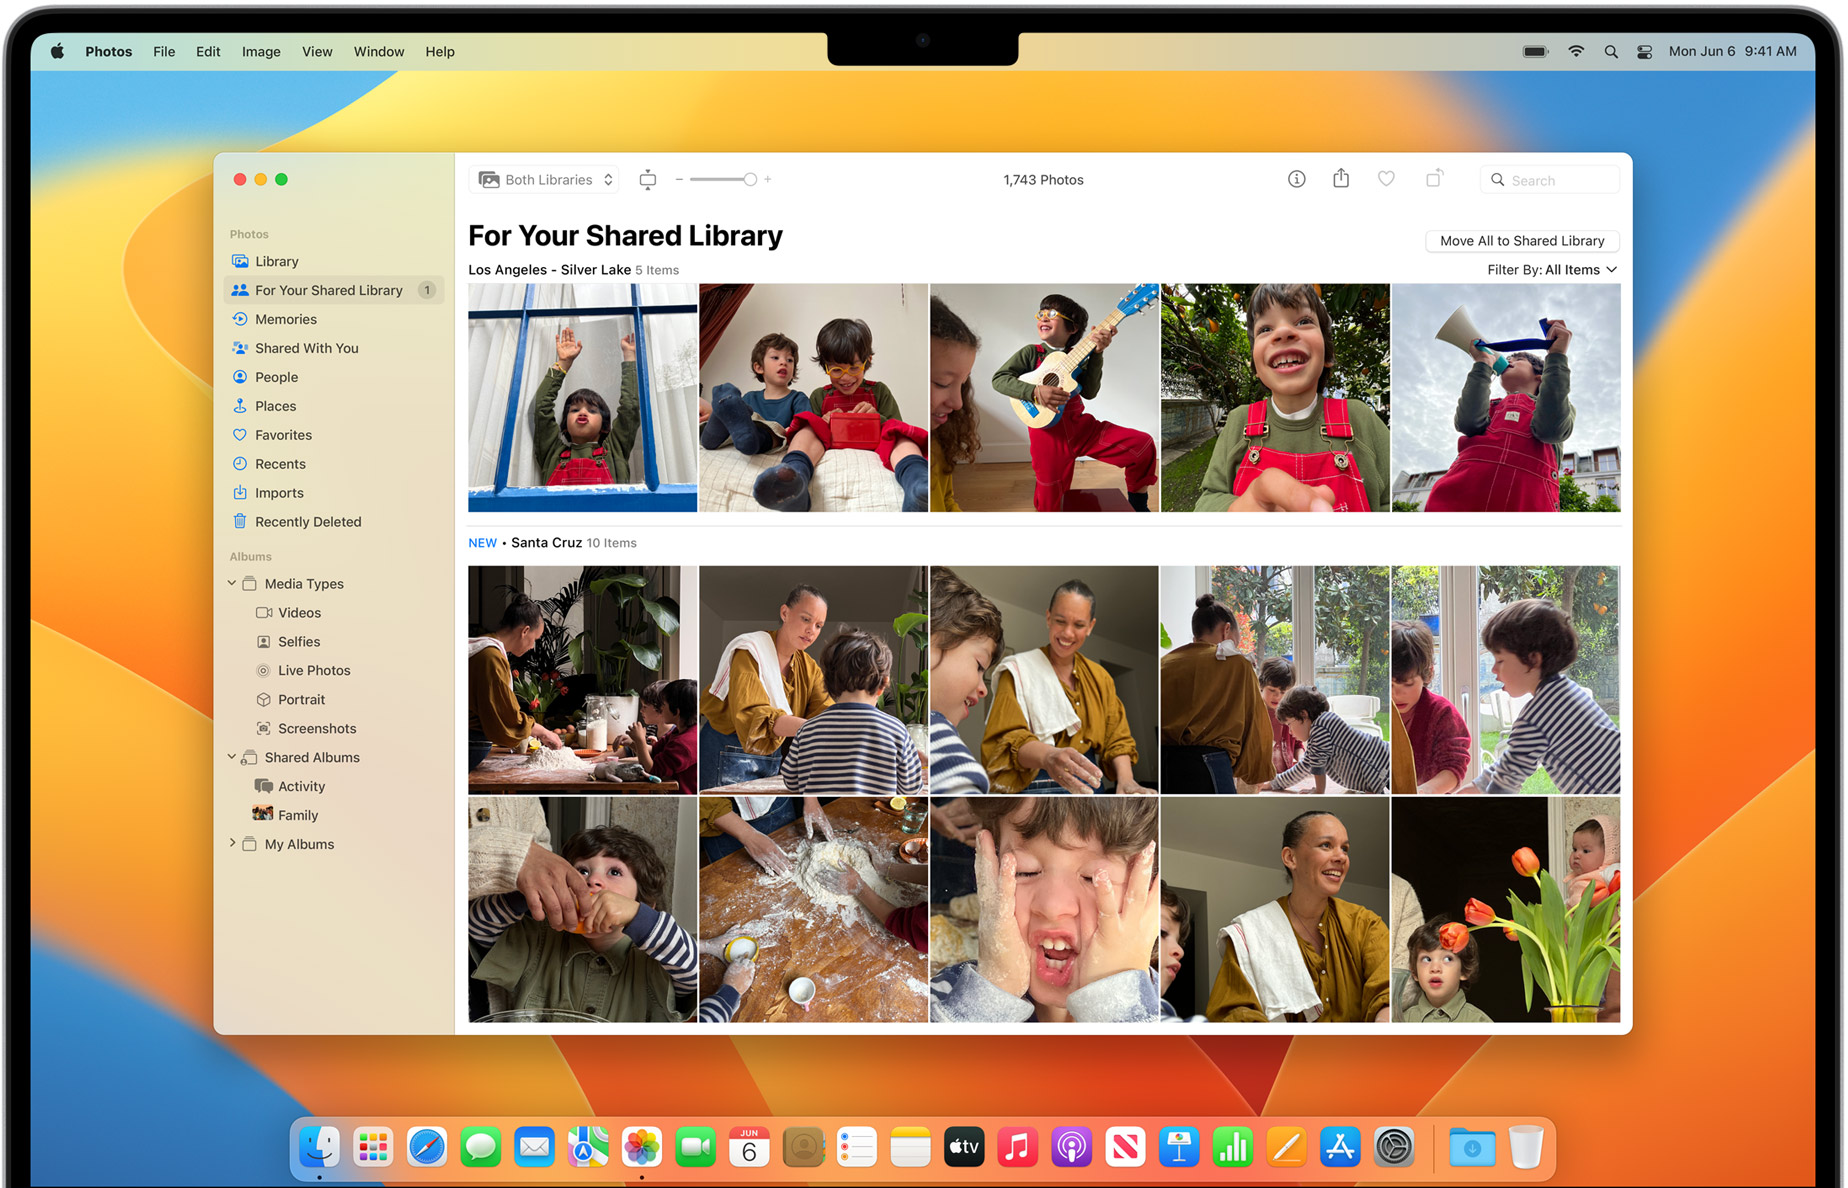 Photos File Edit Image View Window Help
Mon Jun 6 9:41 AM
Both Libraries
1,743 Photos
Search
Photos
Library
For Your Shared Library 1
Memories
Shared With You
People
Places
Favorites
Recents
Imports
Recently Deleted
Albums
Media Types
Videos
Selfies
Live Photos
Portrait
Screenshots
Shared Albums
Activity
Family
My Albums
For Your Shared Library
Move All to Shared Library
Los Angeles - Silver Lake 5 Items
Filter By: All Items
NEW • Santa Cruz 10 Items
JUN
6
tv